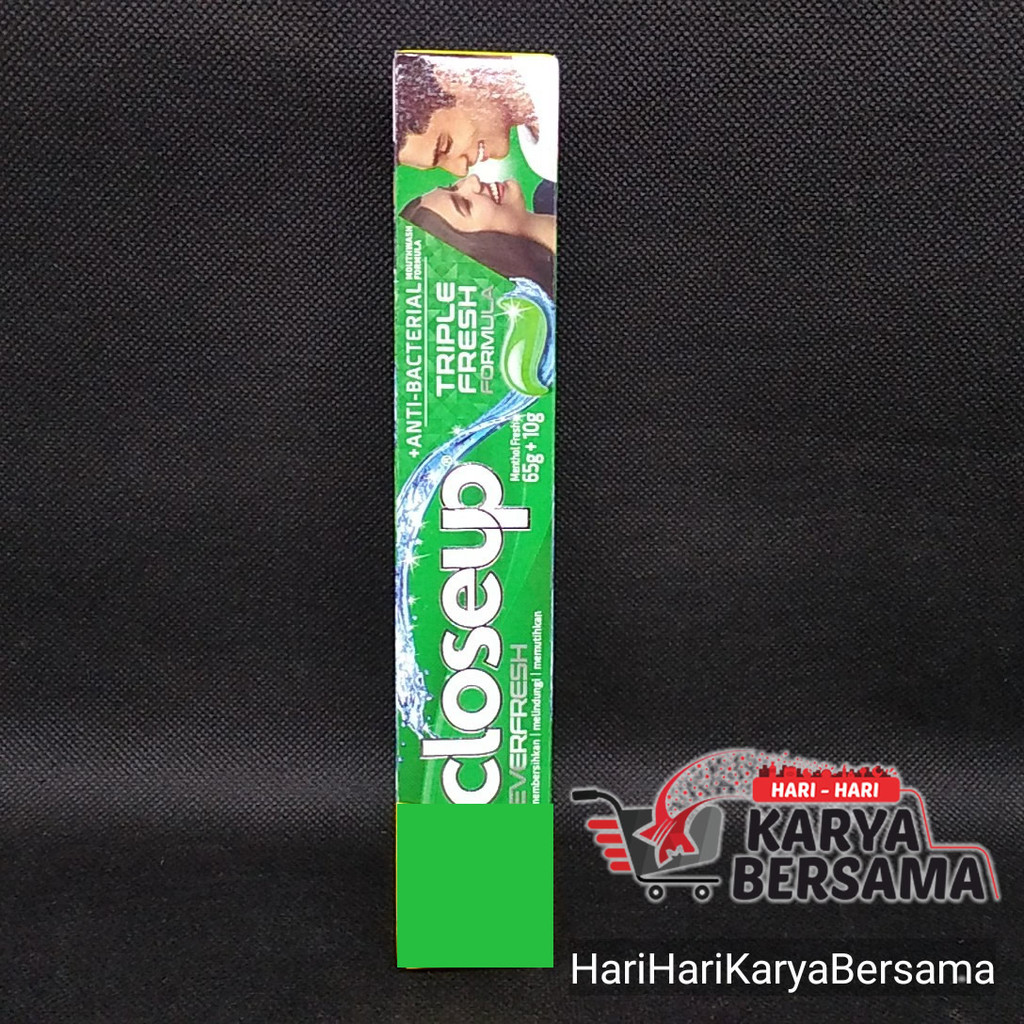 +ANTI-BACTERIAL MOUTHWASH
FORMULA
TRIPLE
FRESH
FORMULA
closeup®
Menthol Fresh
65g + 10g
EVERFRESH
membersihkan | melindungi | memutihkan
HARI - HARI
KARYA
BERSAMA
HariHariKaryaBersama